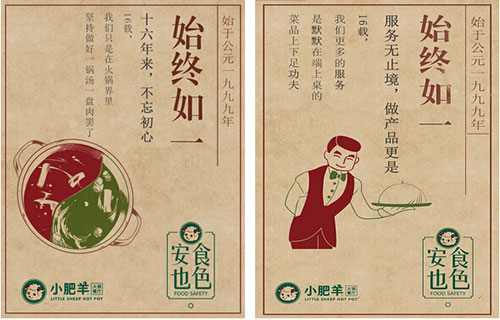 始于公元一九九九年
始终如一
十六年来，不忘初心
16载，
我们只是在火锅界里
坚持做好一锅汤一盘肉罢了
小肥羊
LITTLE SHEEP HOT POT
食色
安也
FOOD SAFETY
始于公元一九九九年
始终如一
服务无止境，做产品更是
16载，
我们更多的服务
是默默在端上桌的
菜品上下足功夫
小肥羊
LITTLE SHEEP HOT POT
食色
安也
FOOD SAFETY